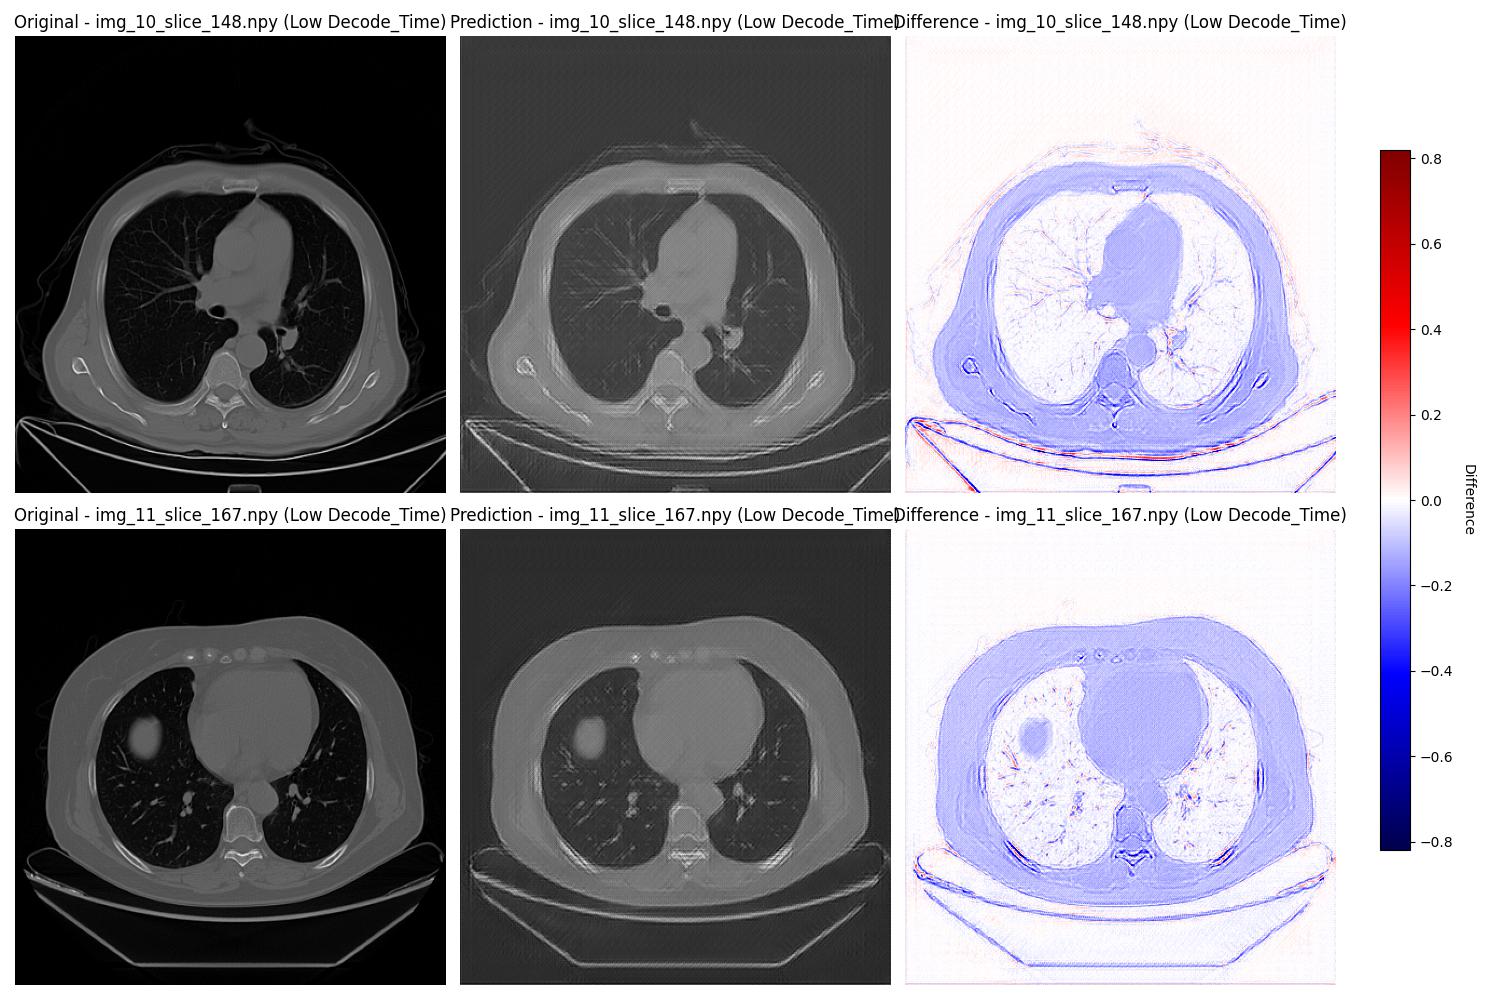 Original - img_10_slice_148.npy (Low Decode_Time)
Prediction - img_10_slice_148.npy (Low Decode_Time)
Difference - img_10_slice_148.npy (Low Decode_Time)
Original - img_11_slice_167.npy (Low Decode_Time)
Prediction - img_11_slice_167.npy (Low Decode_Time)
Difference - img_11_slice_167.npy (Low Decode_Time)
0.8
0.6
0.4
0.2
0.0
−0.2
−0.4
−0.6
−0.8
Difference